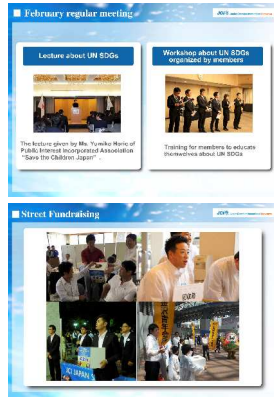 ■ February regular meeting
JCI
Lecture about UN SDGs
Workshop about UN SDGs
organized by members
The lecture given by Ms. Yumiko Horie of
Public Interest Incorporated Association
"Save the Children Japan" .
Training for members to educate
themselves about UN SDGs
■ Street Fundraising
JCI
JCI JAPAN